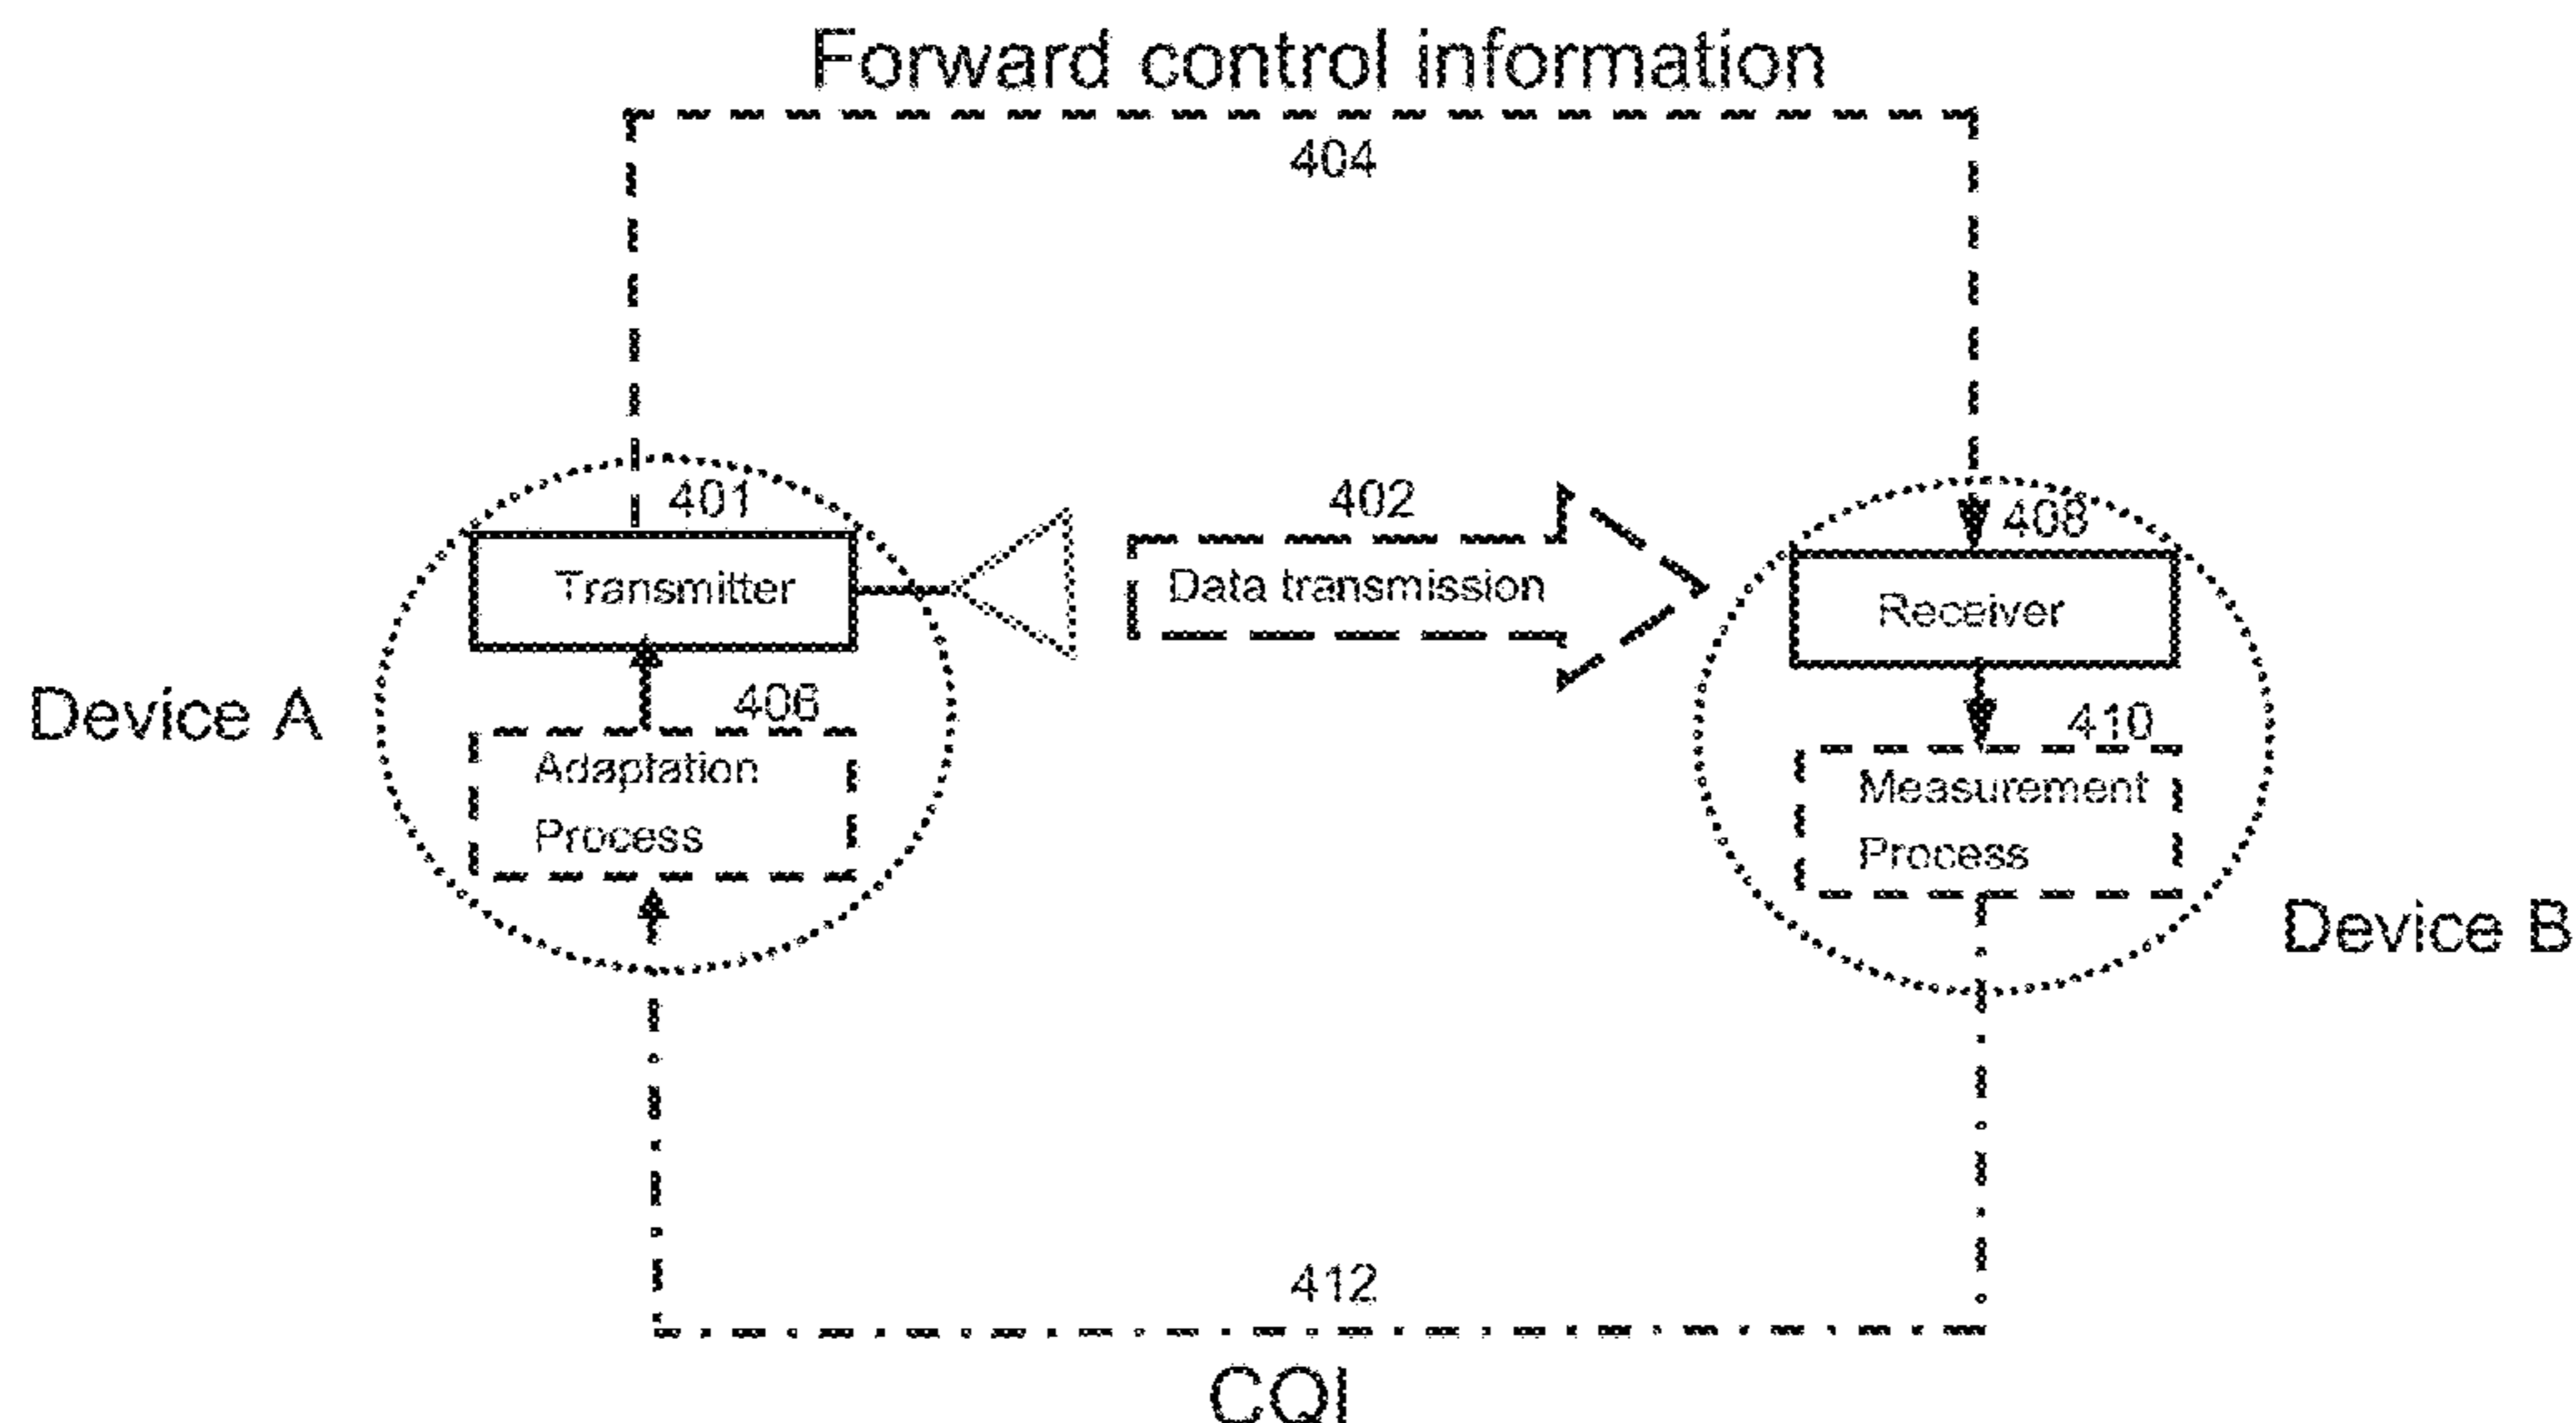 Forward control information
404
401
402
408
Transmitter
Data transmission
Receiver
Device A
406
410
Adaptation
Process
Measurement
Process
Device B
412
CQI